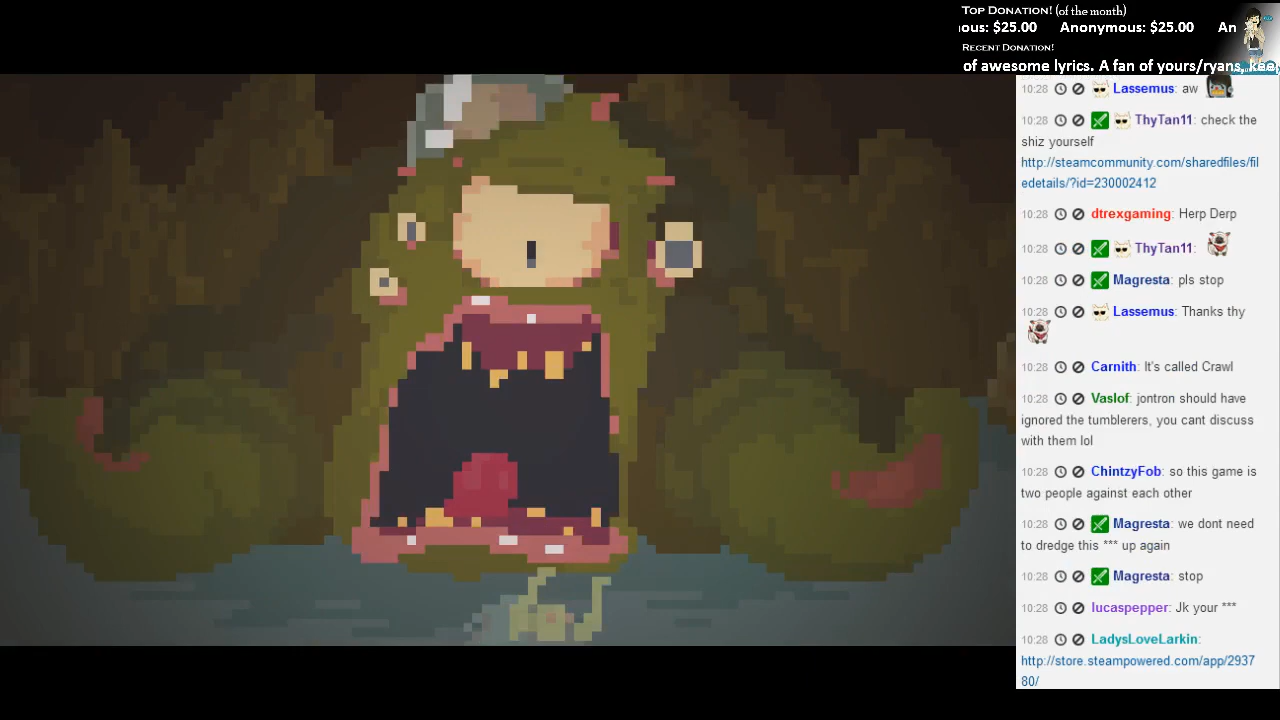 TOP DONATION! (of the month)
ous: $25.00 Anonymous: $25.00 An
RECENT DONATION!
of awesome lyrics. A fan of yours/ryans,
10:28 Lassemus: aw
10:28 ThyTan11: check the
shiz yourself
http://steamcommunity.com/sharedfiles/fil
edetails/?id=230002412
10:28 dtrexgaming: Herp Derp
10:28 ThyTan11:
10:28 Magresta: pls stop
10:28 Lassemus: Thanks thy
10:28 Carnith: It's called Crawl
10:28 Vaslof: jontron should have
ignored the tumblerers, you cant discuss
with them lol
10:28 ChintzyFob: so this game is
two people against each other
10:28 Magresta: we dont need
to dredge this *** up again
10:28 Magresta: stop
10:28 lucaspepper: Jk your ***
10:28 LadysLoveLarkin:
http://store.steampowered.com/app/2937
80/